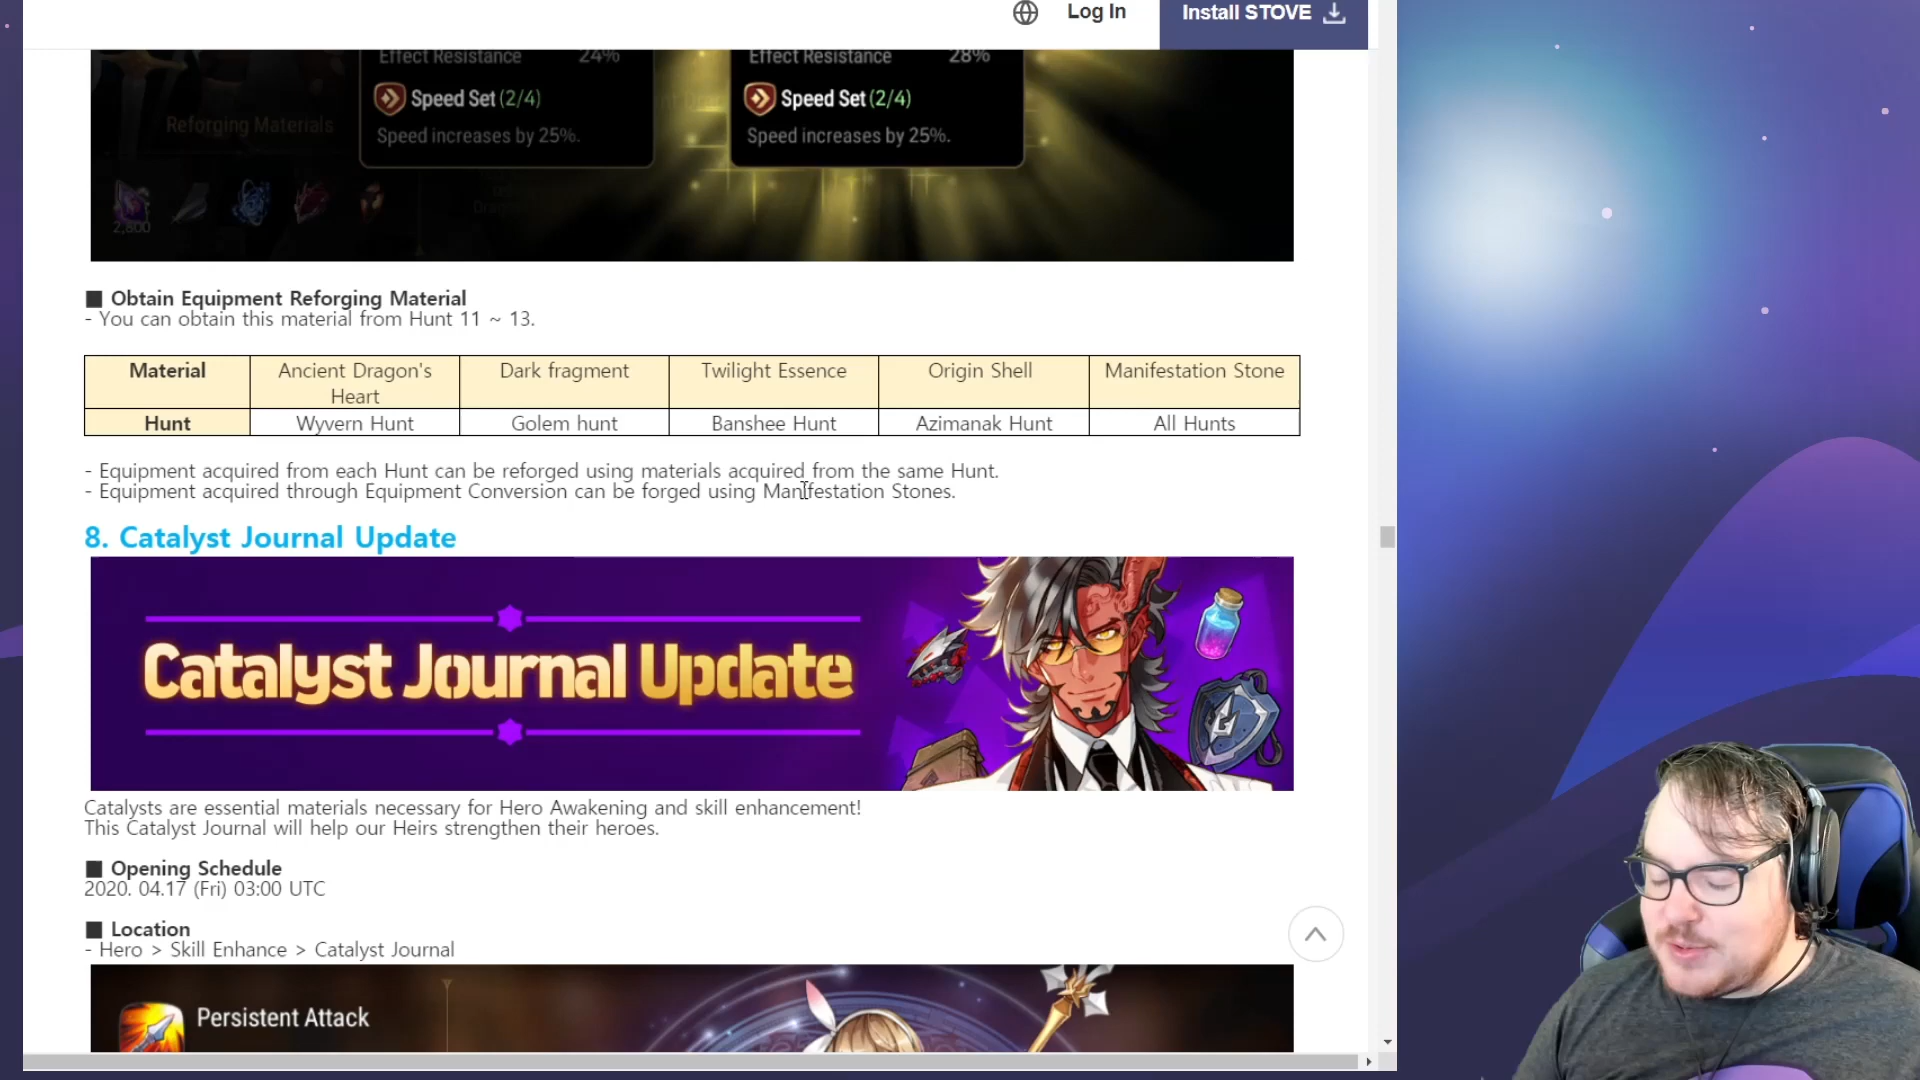 Log In
Install STOVE
Effect Resistance 24%
Effect Resistance 28%
Speed Set (2/4)
Speed Set (2/4)
Reforging Materials
Speed increases by 25%.
Speed increases by 25%.
2,800
■ Obtain Equipment Reforging Material
- You can obtain this material from Hunt 11 ~ 13.
Material
Ancient Dragon's
Heart
Dark fragment
Twilight Essence
Origin Shell
Manifestation Stone
Hunt
Wyvern Hunt
Golem hunt
Banshee Hunt
Azimanak Hunt
All Hunts
- Equipment acquired from each Hunt can be reforged using materials acquired from the same Hunt.
- Equipment acquired through Equipment Conversion can be forged using Manifestation Stones.
8. Catalyst Journal Update
Catalyst Journal Update
Catalysts are essential materials necessary for Hero Awakening and skill enhancement!
This Catalyst Journal will help our Heirs strengthen their heroes.
■ Opening Schedule
2020. 04.17 (Fri) 03:00 UTC
■ Location
- Hero > Skill Enhance > Catalyst Journal
Persistent Attack